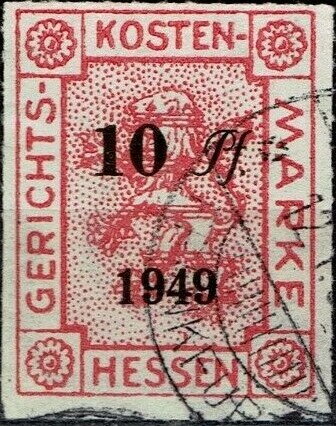 KOSTEN-
GERICHTS-
MARKE
10 Pf.
1949
HESSEN